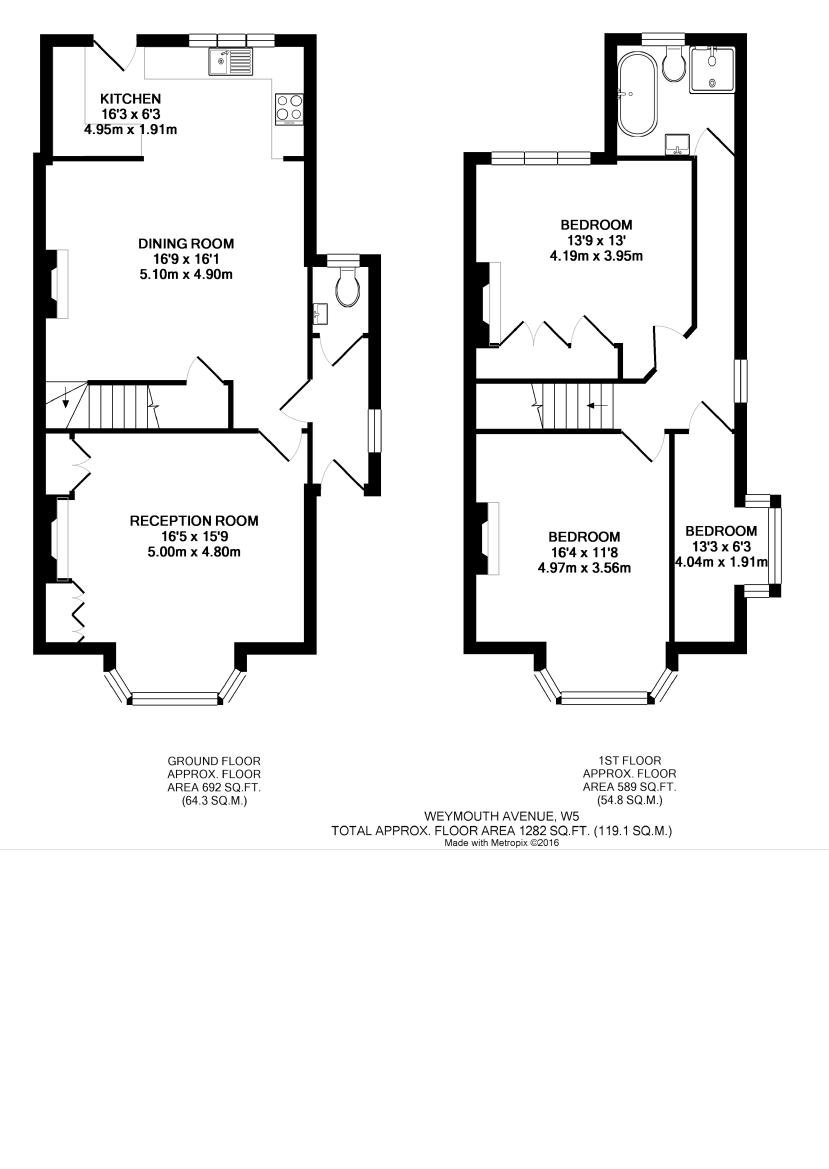 KITCHEN
16'3 x 6'3
4.95m x 1.91m
DINING ROOM
16'9 x 16'1
5.10m x 4.90m
RECEPTION ROOM
16'5 x 15'9
5.00m x 4.80m
BEDROOM
13'9 x 13'
4.19m x 3.95m
BEDROOM
16'4 x 11'8
4.97m x 3.56m
BEDROOM
13'3 x 6'3
4.04m x 1.91m
GROUND FLOOR
APPROX. FLOOR
AREA 692 SQ.FT.
(64.3 SQ.M.)
1ST FLOOR
APPROX. FLOOR
AREA 589 SQ.FT.
(54.8 SQ.M.)
WEYMOUTH AVENUE, W5
TOTAL APPROX. FLOOR AREA 1282 SQ.FT. (119.1 SQ.M.)
Made with Metropix ©2016